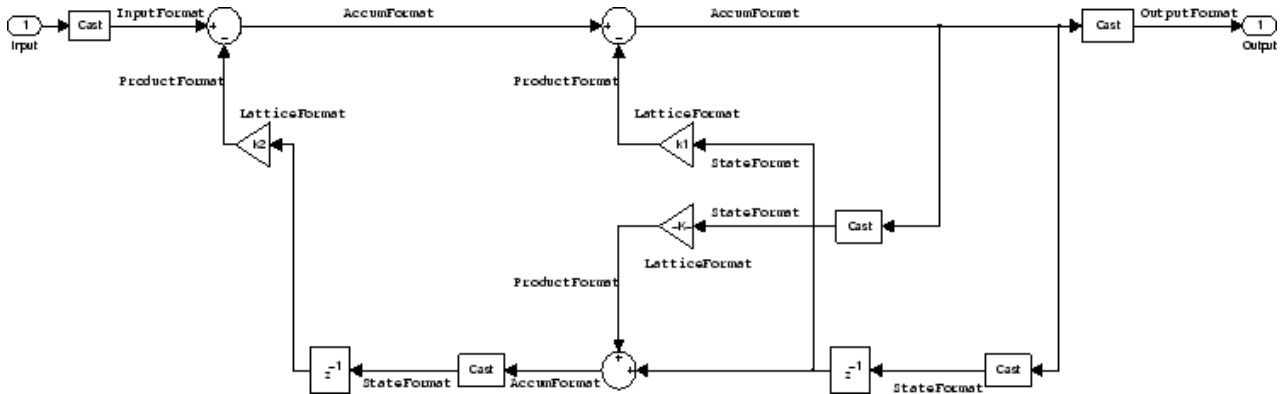 InputFormat
AccumFormat
AccumFormat
OutputFormat
1
Cast
+
+
Cast
1
Input
−
−
Output
ProductFormat
ProductFormat
LatticeFormat
LatticeFormat
k2
k1
StateFormat
StateFormat
-K-
Cast
LatticeFormat
ProductFormat
+
z-1
Cast
+
z-1
Cast
StateFormat
AccumFormat
StateFormat